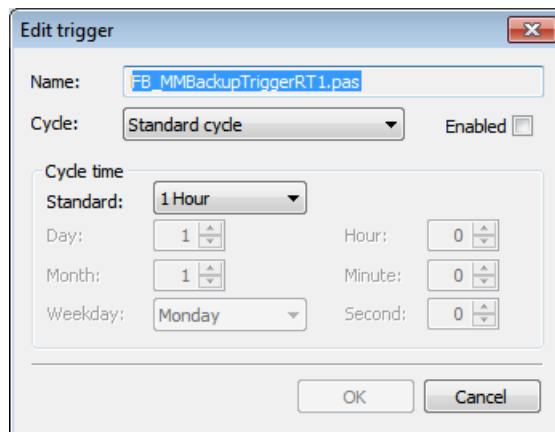 Edit trigger
Name: FB_MMBackupTriggerRT1.pas
Cycle: Standard cycle Enabled
Cycle time
Standard: 1 Hour
Day: 1 Hour: 0
Month: 1 Minute: 0
Weekday: Monday Second: 0
OK Cancel